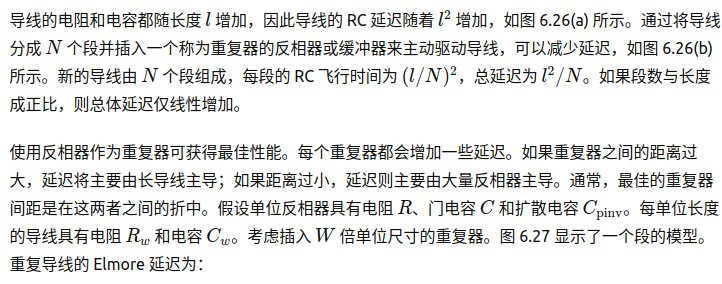 导线的电阻和电容都随长度 l 增加，因此导线的 RC 延迟随着 l² 增加，如图 6.26(a) 所示。通过将导线
分成 N 个段并插入一个称为重复器的反相器或缓冲器来主动驱动导线，可以减少延迟，如图 6.26(b)
所示。新的导线由 N 个段组成，每段的 RC 飞行时间为 (l/N)²，总延迟为 l²/N。如果段数与长度
成正比，则总体延迟仅线性增加。
使用反相器作为重复器可获得最佳性能。每个重复器都会增加一些延迟。如果重复器之间的距离过
大，延迟将主要由长导线主导；如果距离过小，延迟则主要由大量反相器主导。通常，最佳的重复器
间距是在这两者之间的折中。假设单位反相器具有电阻 R、门电容 C 和扩散电容 C_pinv。每单位长度
的导线具有电阻 R_w 和电容 C_w。考虑插入 W 倍单位尺寸的重复器。图 6.27 显示了一个段的模型。
重复导线的 Elmore 延迟为：